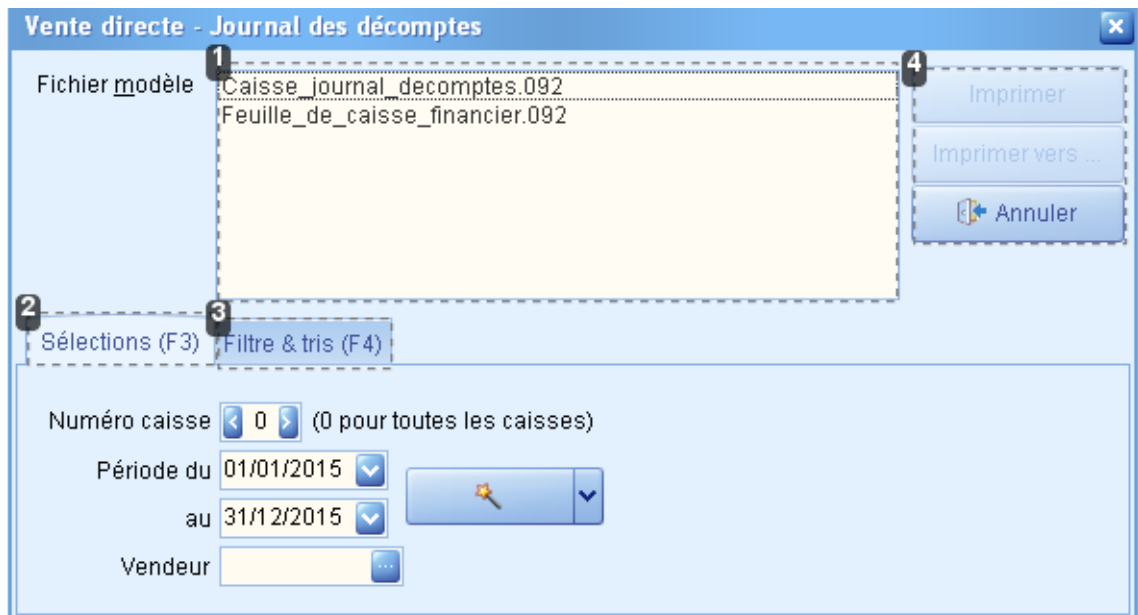 Vente directe - Journal des décomptes
1
4
Fichier modèle
Caisse_journal_decomptes.092
Feuille_de_caisse_financier.092
Imprimer
Imprimer vers ...
Annuler
2
3
Sélections (F3)
Filtre & tris (F4)
Numéro caisse 0 (0 pour toutes les caisses)
Période du 01/01/2015
au 31/12/2015
Vendeur ...